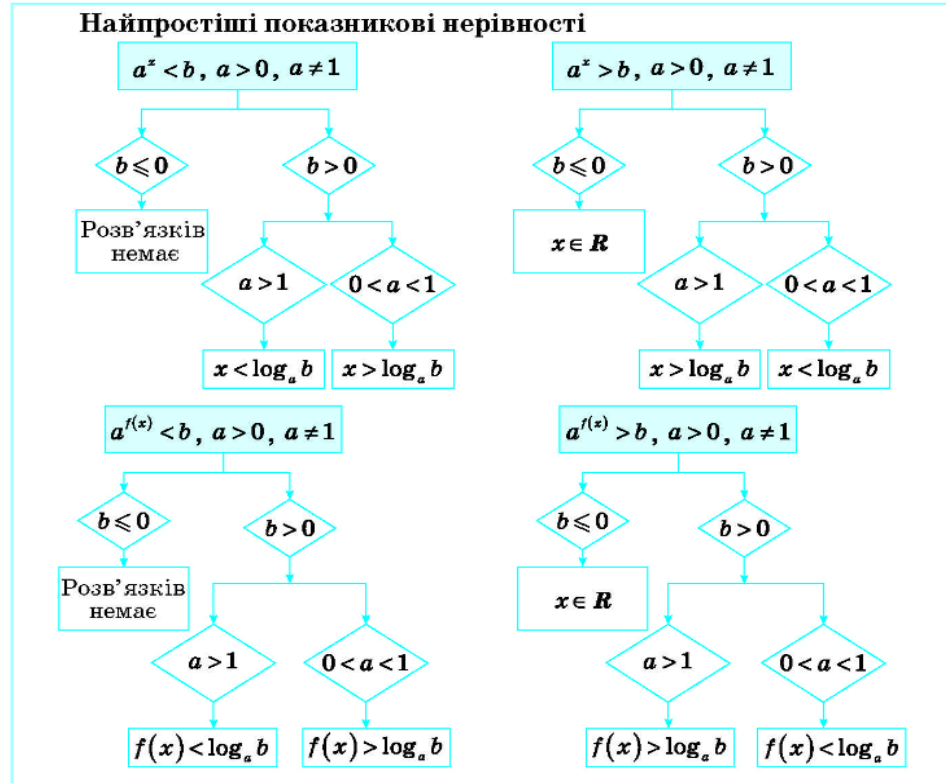 Найпростіші показникові нерівності
a^x < b, a > 0, a ≠ 1
b ⩽ 0
b > 0
Розв’язків
немає
a > 1
0 < a < 1
x < log_a b
x > log_a b
a^x > b, a > 0, a ≠ 1
b ⩽ 0
b > 0
x ∈ R
a > 1
0 < a < 1
x > log_a b
x < log_a b
a^{f(x)} < b, a > 0, a ≠ 1
b ⩽ 0
b > 0
Розв’язків
немає
a > 1
0 < a < 1
f(x) < log_a b
f(x) > log_a b
a^{f(x)} > b, a > 0, a ≠ 1
b ⩽ 0
b > 0
x ∈ R
a > 1
0 < a < 1
f(x) > log_a b
f(x) < log_a b